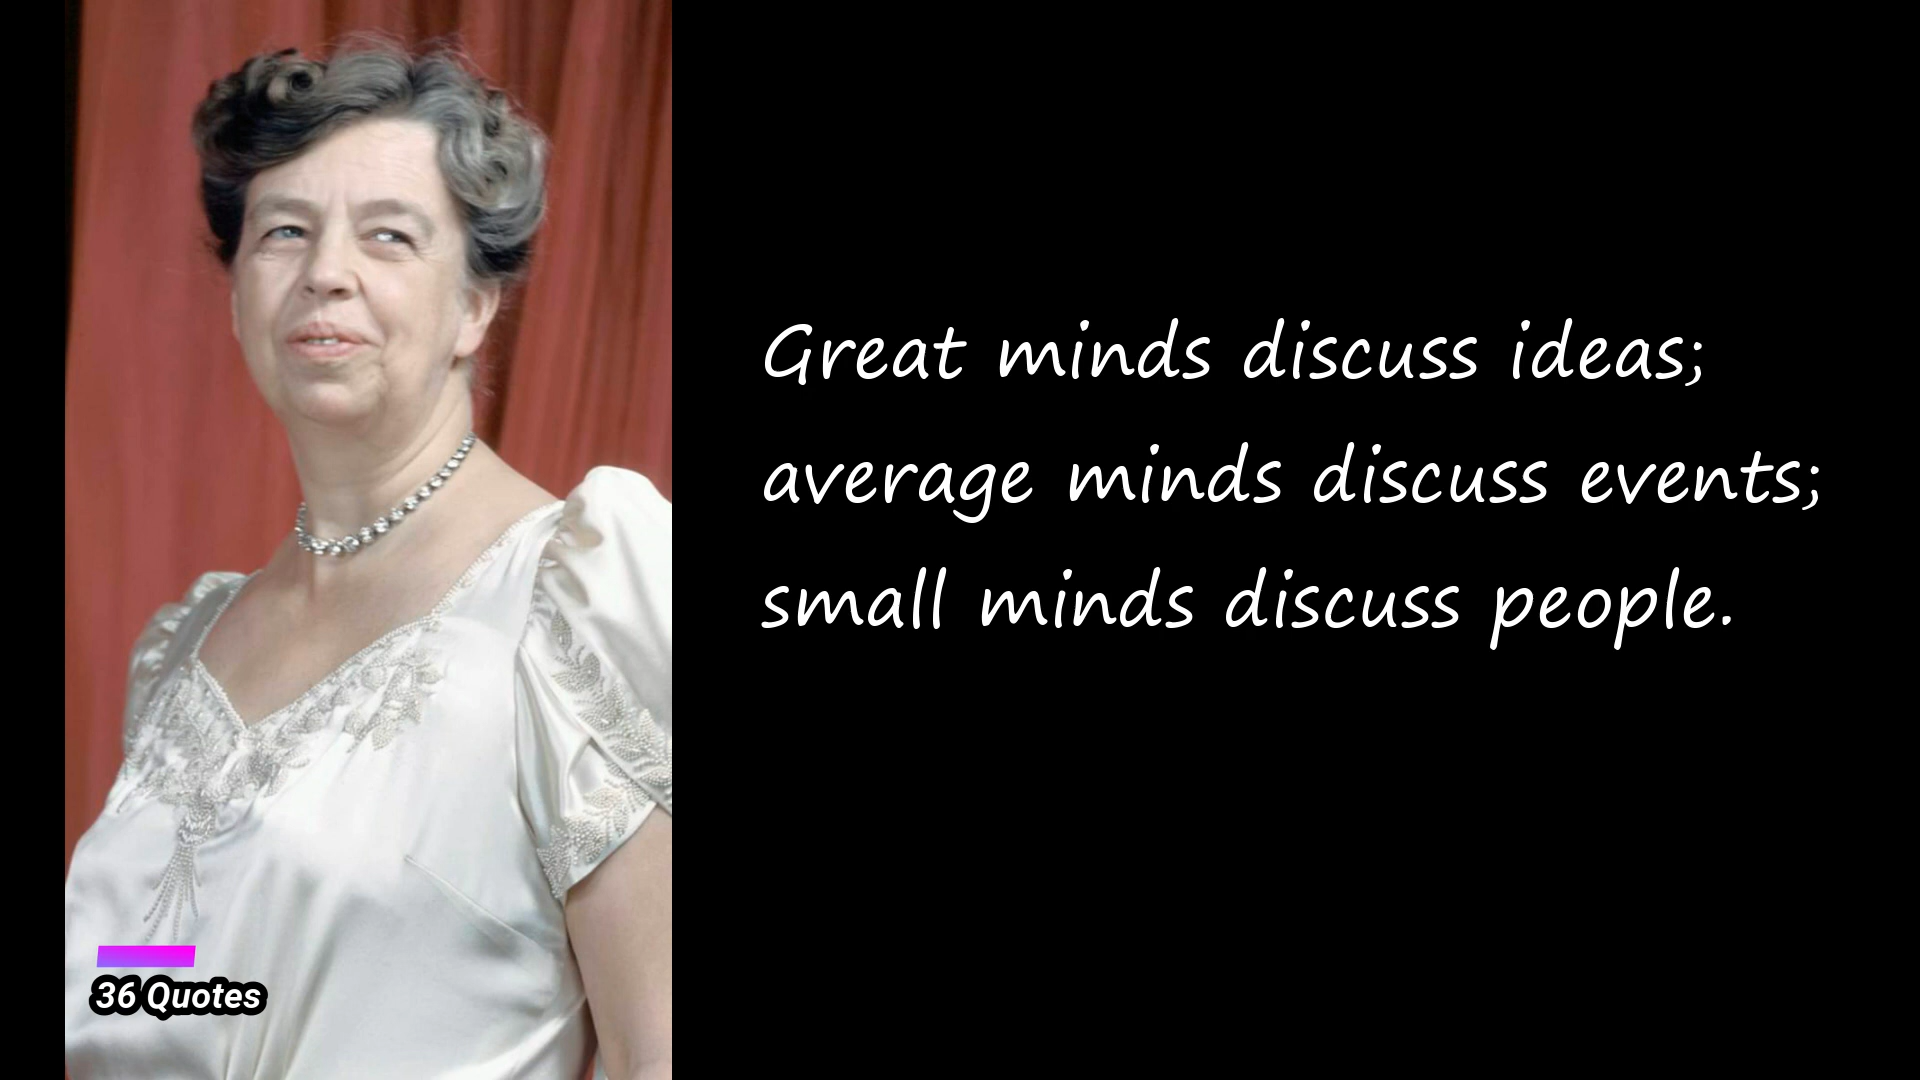 Great minds discuss ideas;
average minds discuss events;
small minds discuss people.
36 Quotes